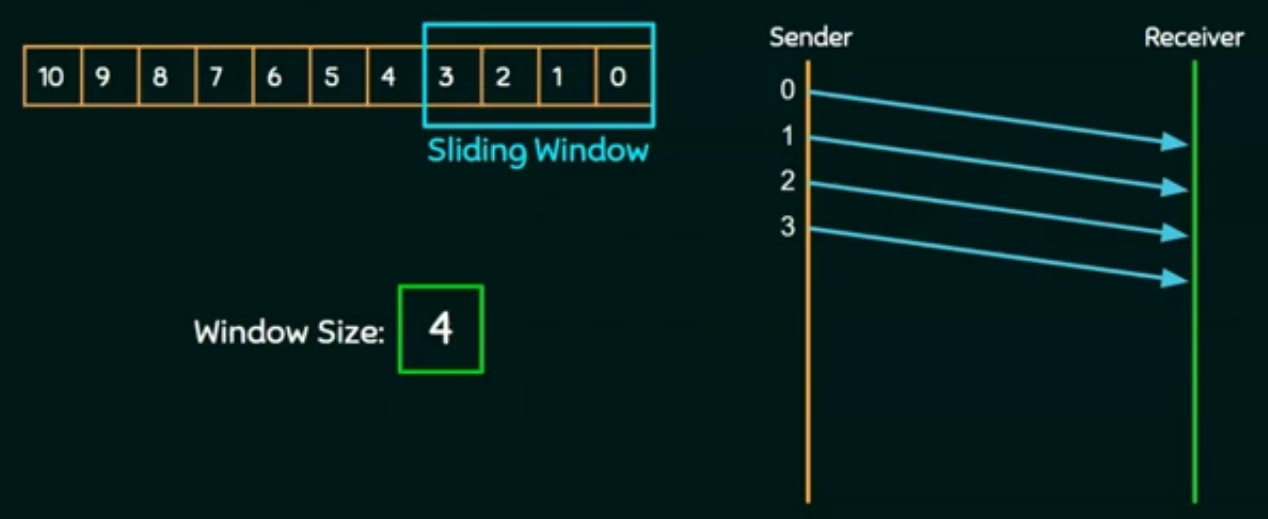 10 9 8 7 6 5 4 3 2 1 0
Sliding Window
Window Size: 4
Sender Receiver
0
1
2
3